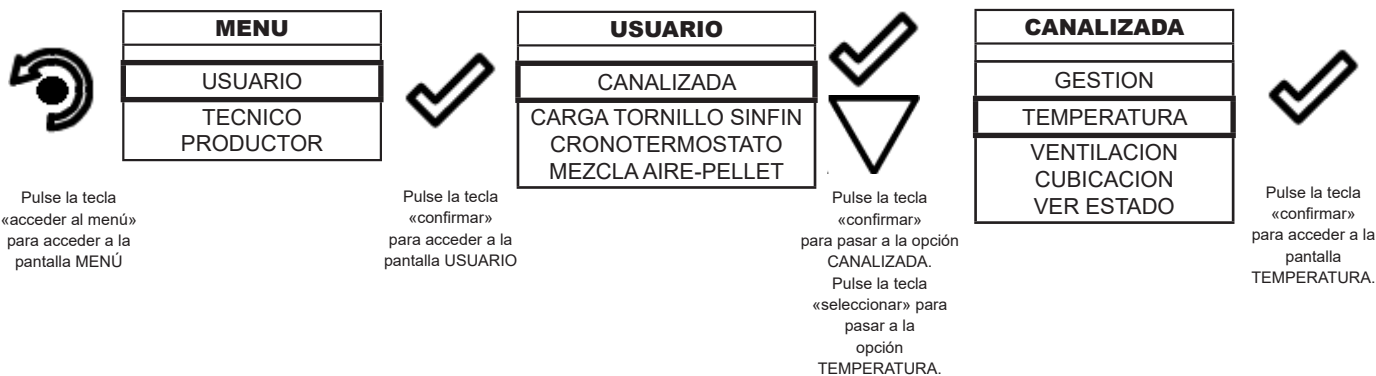 MENU
USUARIO
TECNICO
PRODUCTOR
Pulse la tecla
«acceder al menú»
para acceder a la
pantalla MENÚ
Pulse la tecla
«confirmar»
para acceder a la
pantalla USUARIO
USUARIO
CANALIZADA
CARGA TORNILLO SINFIN
CRONOTERMOSTATO
MEZCLA AIRE-PELLET
Pulse la tecla
«confirmar»
para pasar a la opción
CANALIZADA.
Pulse la tecla
«seleccionar» para
pasar a la
opción
TEMPERATURA.
CANALIZADA
GESTION
TEMPERATURA
VENTILACION
CUBICACION
VER ESTADO
Pulse la tecla
«confirmar»
para acceder a la
pantalla
TEMPERATURA.